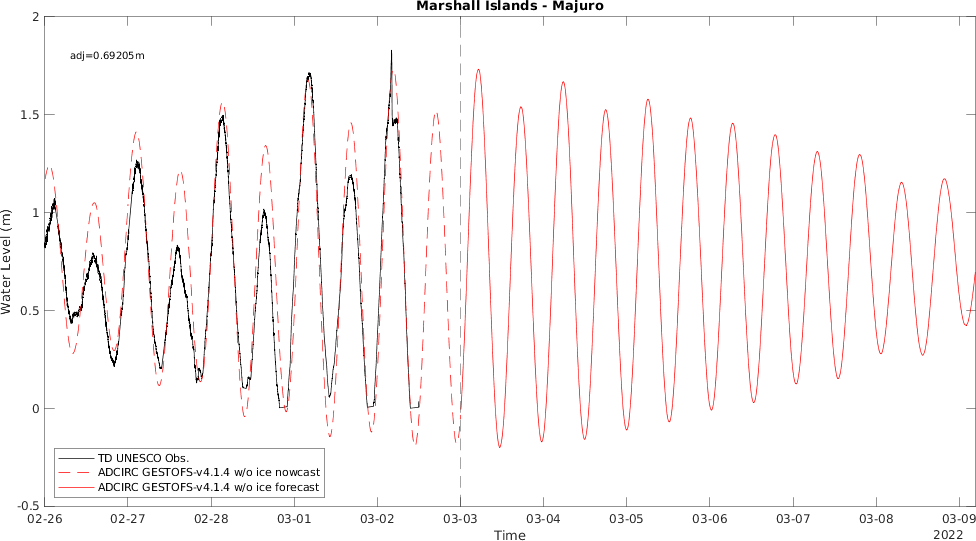 Marshall Islands - Majuro
2
adj=0.69205m
1.5
1
0.5
0
-0.5
Water Level (m)
TD UNESCO Obs.
ADCIRC GESTOFS-v4.1.4 w/o ice nowcast
ADCIRC GESTOFS-v4.1.4 w/o ice forecast
02-26 02-27 02-28 03-01 03-02 03-03 03-04 03-05 03-06 03-07 03-08 03-09
Time
2022